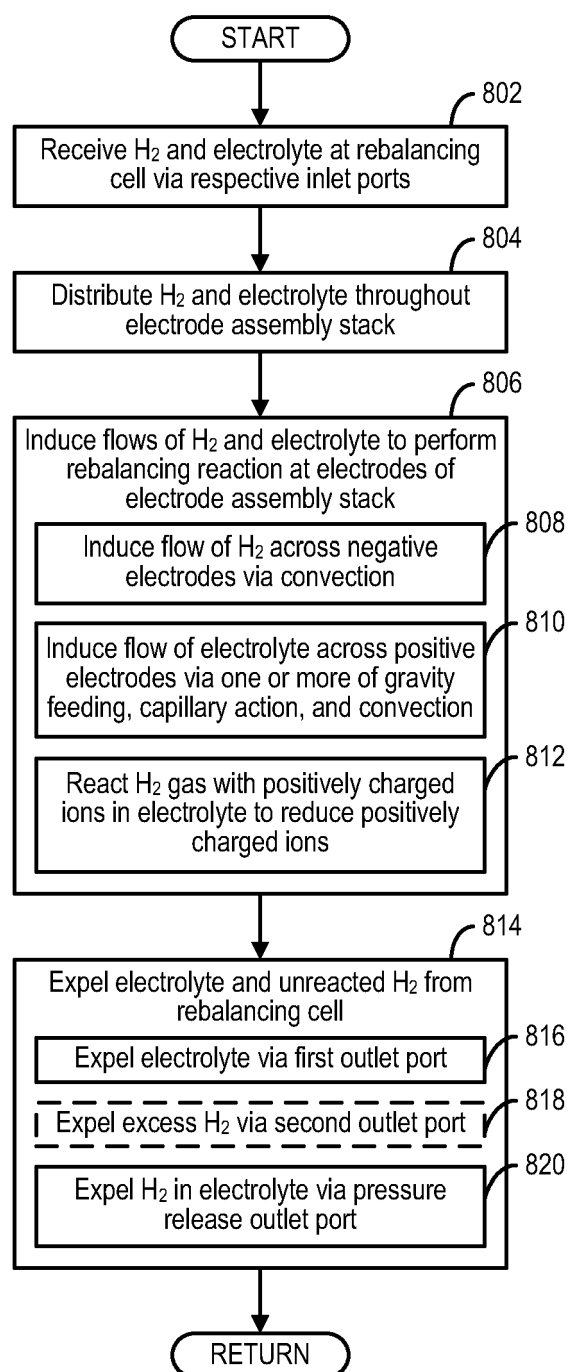 START
802
Receive H₂ and electrolyte at rebalancing
cell via respective inlet ports
804
Distribute H₂ and electrolyte throughout
electrode assembly stack
806
Induce flows of H₂ and electrolyte to perform
rebalancing reaction at electrodes of
electrode assembly stack
808
Induce flow of H₂ across negative
electrodes via convection
810
Induce flow of electrolyte across positive
electrodes via one or more of gravity
feeding, capillary action, and convection
812
React H₂ gas with positively charged
ions in electrolyte to reduce positively
charged ions
814
Expel electrolyte and unreacted H₂ from
rebalancing cell
816
Expel electrolyte via first outlet port
818
Expel excess H₂ via second outlet port
820
Expel H₂ in electrolyte via pressure
release outlet port
RETURN